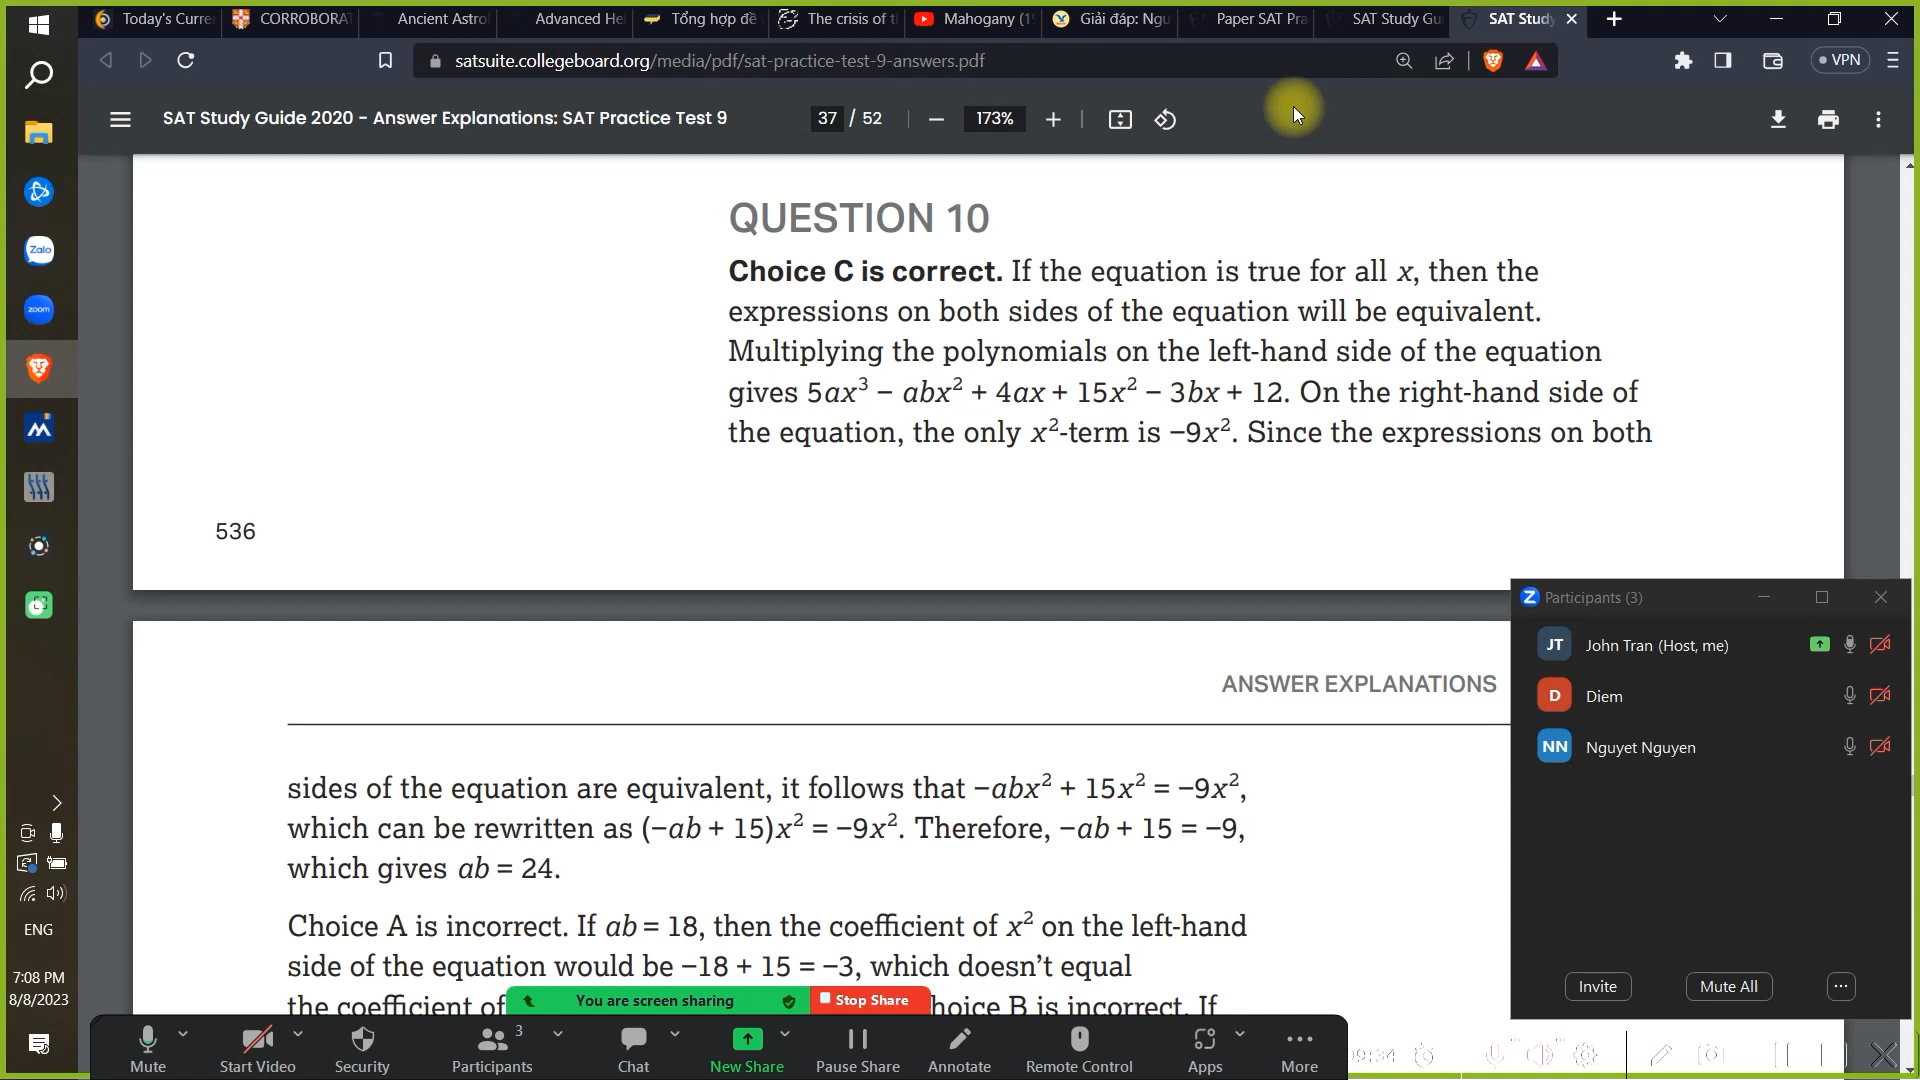 Today's Curre
CORROBORAT
Ancient Astrol
Advanced He
Tổng hợp đề
The crisis of t
Mahogany (1
Giải đáp: Ngu
Paper SAT Pra
SAT Study Gui
SAT Study
satsuite.collegeboard.org/media/pdf/sat-practice-test-9-answers.pdf
VPN
SAT Study Guide 2020 - Answer Explanations: SAT Practice Test 9
37 / 52
173%
QUESTION 10
Choice C is correct. If the equation is true for all x, then the
expressions on both sides of the equation will be equivalent.
Multiplying the polynomials on the left-hand side of the equation
gives 5ax³ − abx² + 4ax + 15x² − 3bx + 12. On the right-hand side of
the equation, the only x²-term is −9x². Since the expressions on both
536
ANSWER EXPLANATIONS
sides of the equation are equivalent, it follows that −abx² + 15x² = −9x²,
which can be rewritten as (−ab + 15)x² = −9x². Therefore, −ab + 15 = −9,
which gives ab = 24.
Choice A is incorrect. If ab = 18, then the coefficient of x² on the left-hand
side of the equation would be −18 + 15 = −3, which doesn't equal
the coefficient of
hoice B is incorrect. If
Participants (3)
JT John Tran (Host, me)
D Diem
NN Nguyet Nguyen
Invite
Mute All
You are screen sharing
Stop Share
Mute
Start Video
Security
Participants
3
Chat
New Share
Pause Share
Annotate
Remote Control
Apps
More
09:34
Zalo
zoom
ENG
7:08 PM
8/8/2023